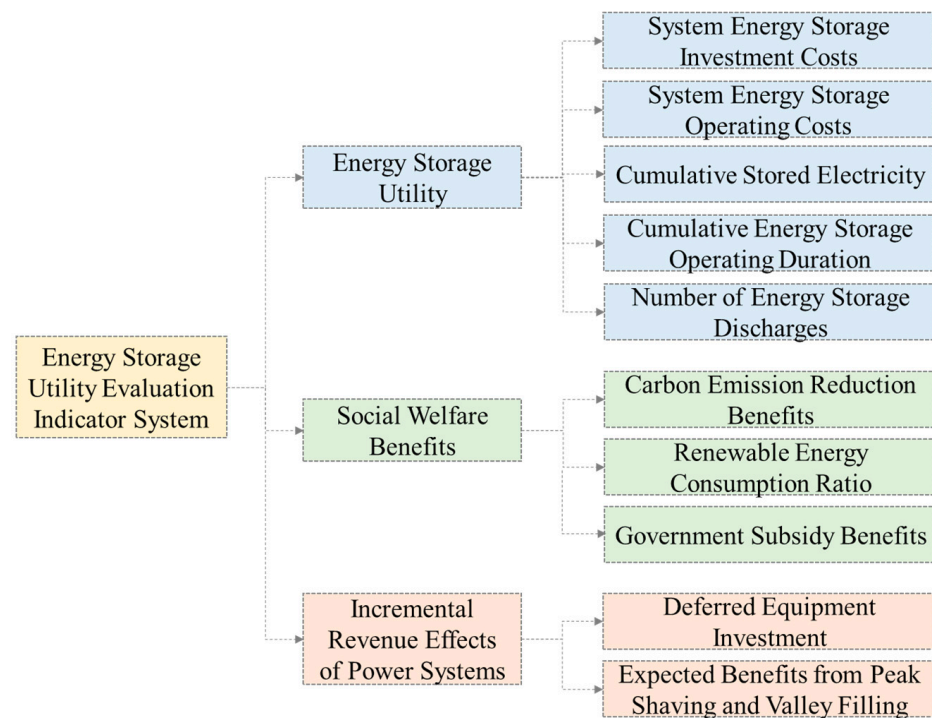 Energy Storage
Utility Evaluation
Indicator System
Energy Storage
Utility
System Energy Storage
Investment Costs
System Energy Storage
Operating Costs
Cumulative Stored Electricity
Cumulative Energy Storage
Operating Duration
Number of Energy Storage
Discharges
Social Welfare
Benefits
Carbon Emission Reduction
Benefits
Renewable Energy
Consumption Ratio
Government Subsidy Benefits
Incremental
Revenue Effects
of Power Systems
Deferred Equipment
Investment
Expected Benefits from Peak
Shaving and Valley Filling